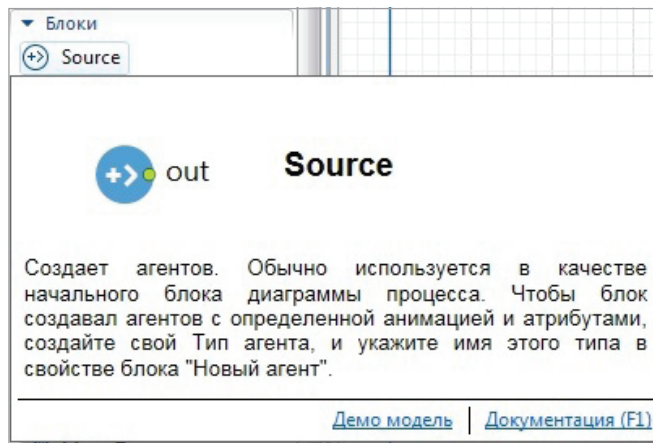 Блоки
Source
out
Source
Создает агентов. Обычно используется в качестве
начального блока диаграммы процесса. Чтобы блок
создавал агентов с определенной анимацией и атрибутами,
создайте свой Тип агента, и укажите имя этого типа в
свойстве блока "Новый агент".
Демо модель Документация (F1)